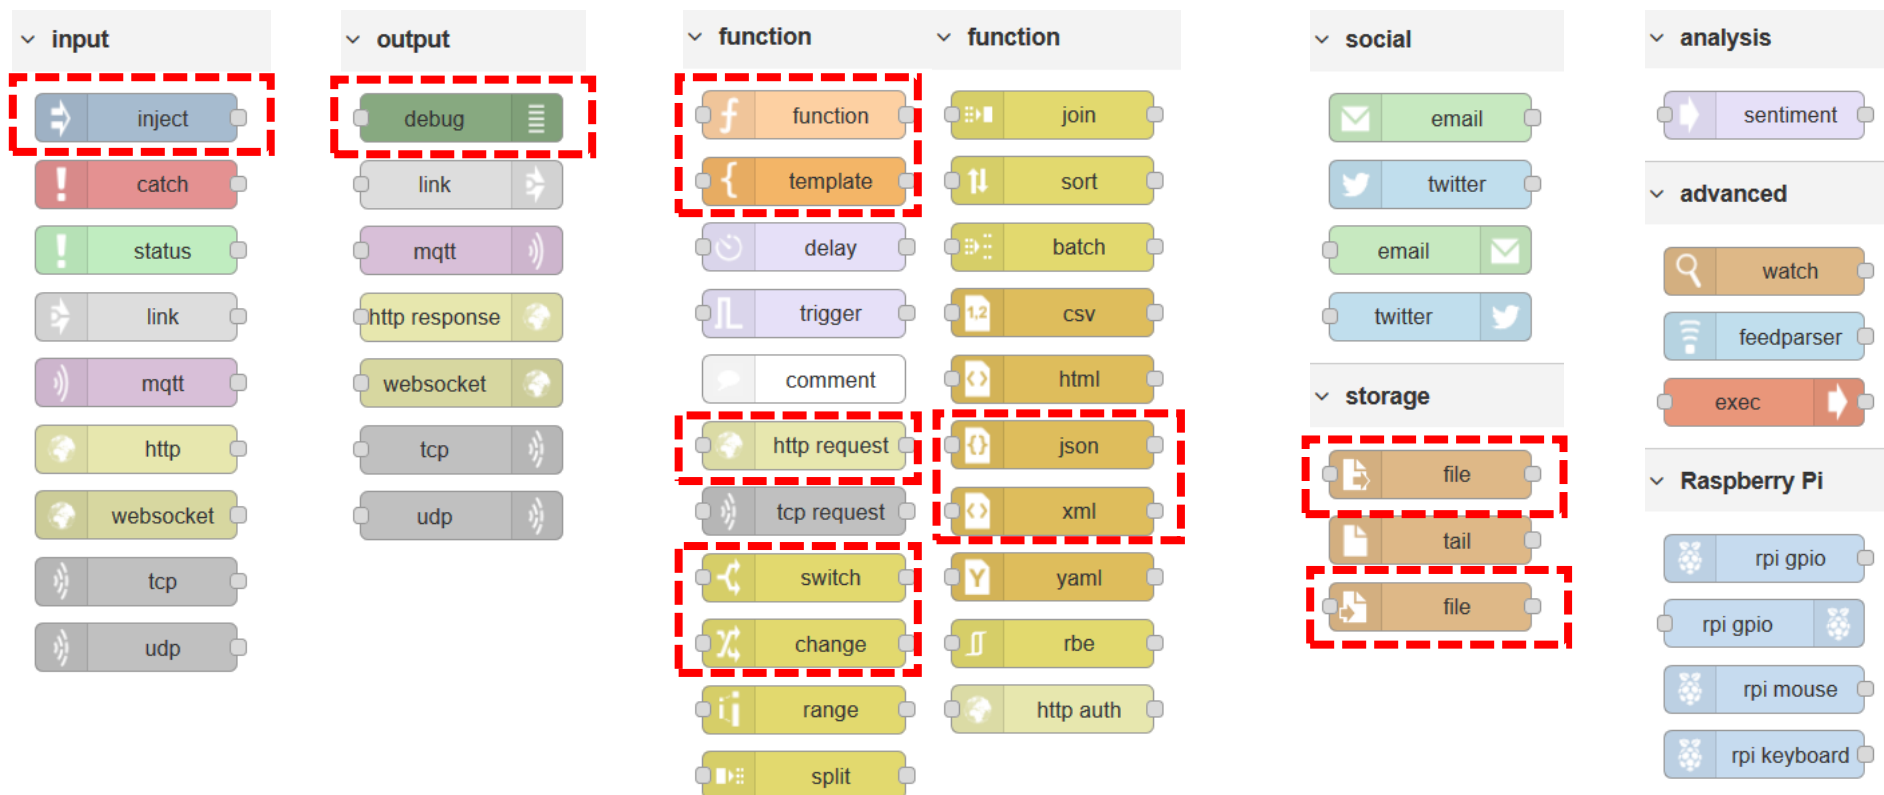 input
inject
catch
status
link
mqtt
http
websocket
tcp
udp
output
debug
link
mqtt
http response
websocket
tcp
udp
function
function
template
delay
trigger
comment
http request
tcp request
switch
change
range
split
function
join
sort
batch
1,2
csv
html
json
xml
Y
yaml
rbe
http auth
social
email
twitter
email
twitter
storage
file
tail
file
analysis
sentiment
advanced
watch
feedparser
exec
Raspberry Pi
rpi gpio
rpi gpio
rpi mouse
rpi keyboard